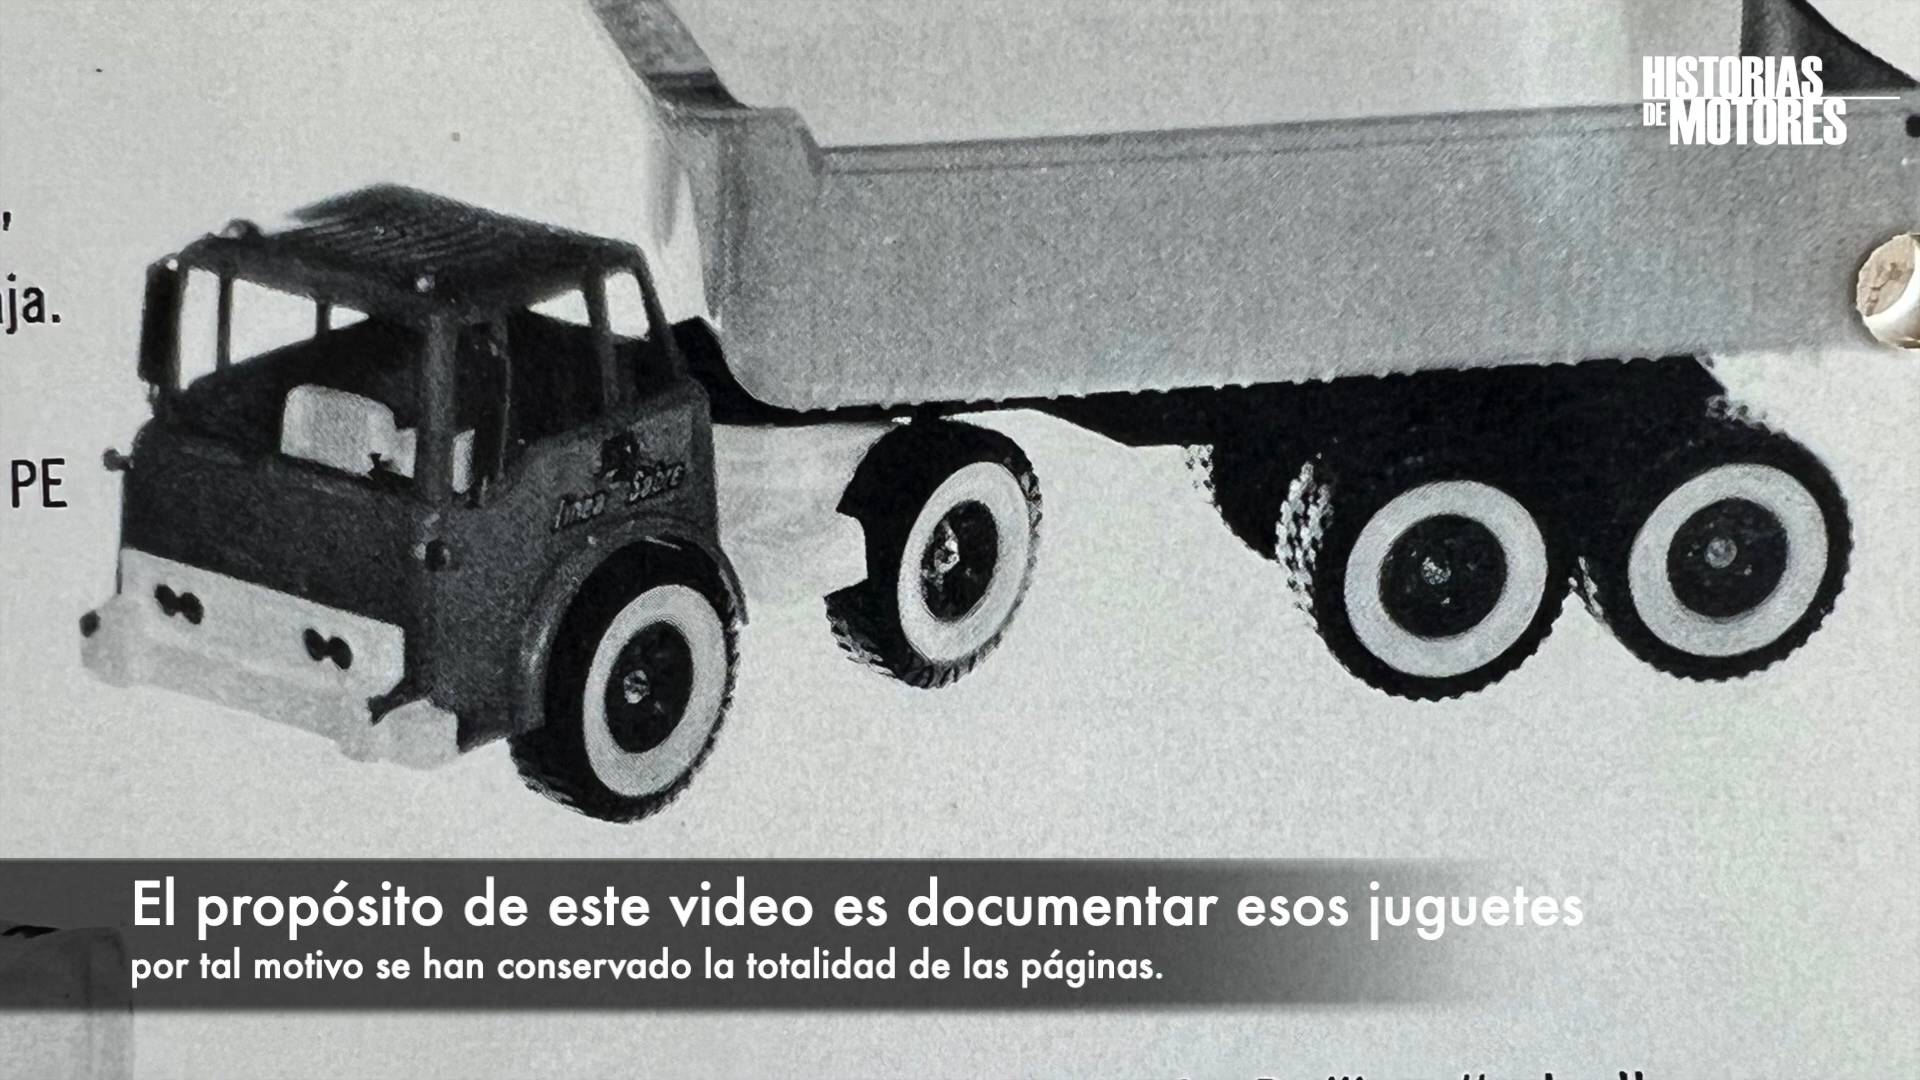 HISTORIAS
DE MOTORES
ja.
PE
línea Sabre
El propósito de este video es documentar esos juguetes
por tal motivo se han conservado la totalidad de las páginas.